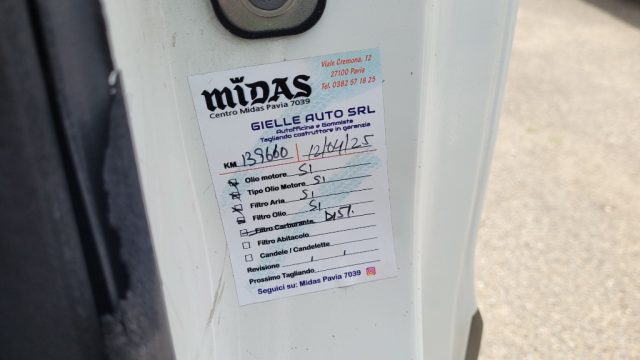 MIDAS
Centro Midas Pavia 7039
Viale Cremona, 12
27100 Pavia
Tel. 0382 57 18 25
GIELLE AUTO SRL
Autofficina e Gommista
Tagliando costruttore in garanzia
KM 139660 | 12/04/25
Olio motore SI
Tipo Olio Motore SI
Filtro Aria SI
Filtro Olio SI
Filtro Carburante DIST.
Filtro Abitacolo
Candele / Candelette
Revisione / /
Prossimo Tagliando
Seguici su: Midas Pavia 7039